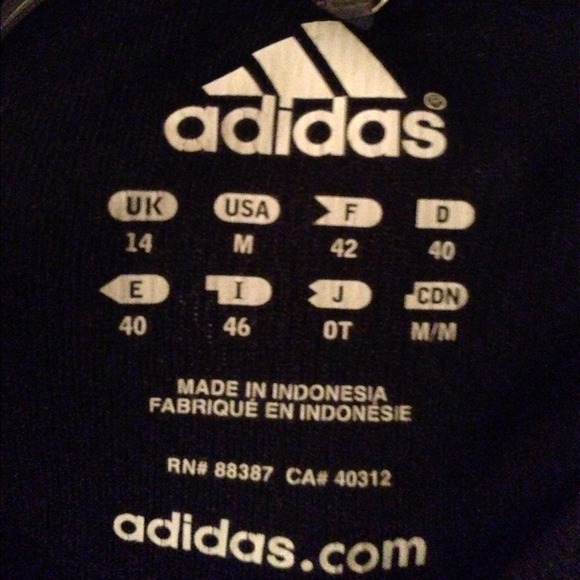 adidas®
UK USA F D
14 M 42 40
E I J CDN
40 46 OT M/M
MADE IN INDONESIA
FABRIQUÉ EN INDONÉSIE
RN# 88387 CA# 40312
adidas.com